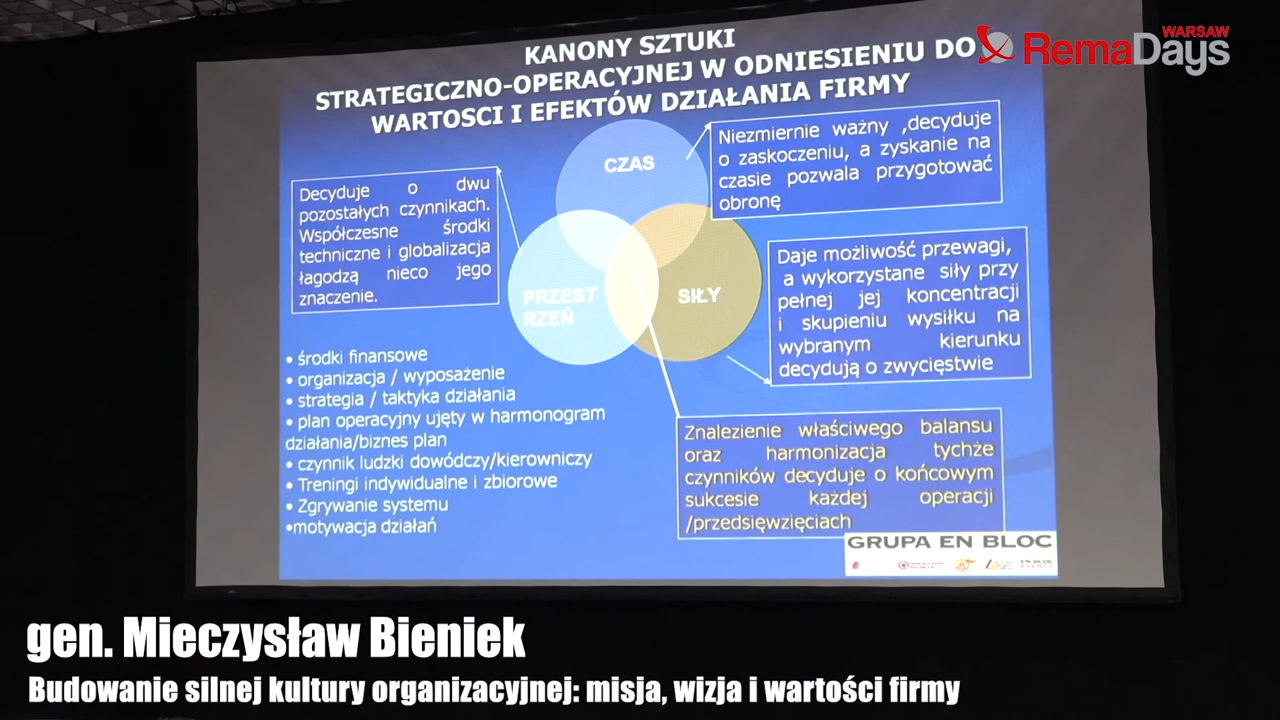 WARSAW
RemaDays
KANONY SZTUKI
STRATEGICZNO-OPERACYJNEJ W ODNIESIENIU DO
WARTOSCI I EFEKTÓW DZIAŁANIA FIRMY
CZAS
Niezmiernie ważny ,decyduje
o zaskoczeniu, a zyskanie na
czasie pozwala przygotować
obronę
Decyduje o dwu
pozostałych czynnikach.
Współczesne środki
techniczne i globalizacja
łagodzą nieco jego
znaczenie.
PRZEST
RZEŃ
SIŁY
Daje możliwość przewagi,
a wykorzystane siły przy
pełnej jej koncentracji
i skupieniu wysiłku na
wybranym kierunku
decydują o zwycięstwie
• środki finansowe
• organizacja / wyposażenie
• strategia / taktyka działania
• plan operacyjny ujęty w harmonogram
działania/biznes plan
• czynnik ludzki dowódczy/kierowniczy
• Treningi indywidualne i zbiorowe
• Zgrywanie systemu
•motywacja działań
Znalezienie właściwego balansu
oraz harmonizacja tychże
czynników decyduje o końcowym
sukcesie każdej operacji
/przedsięwzięciach
GRUPA EN BLOC
EN BLOC
EVENTS
gen. Mieczysław Bieniek
Budowanie silnej kultury organizacyjnej: misja, wizja i wartości firmy